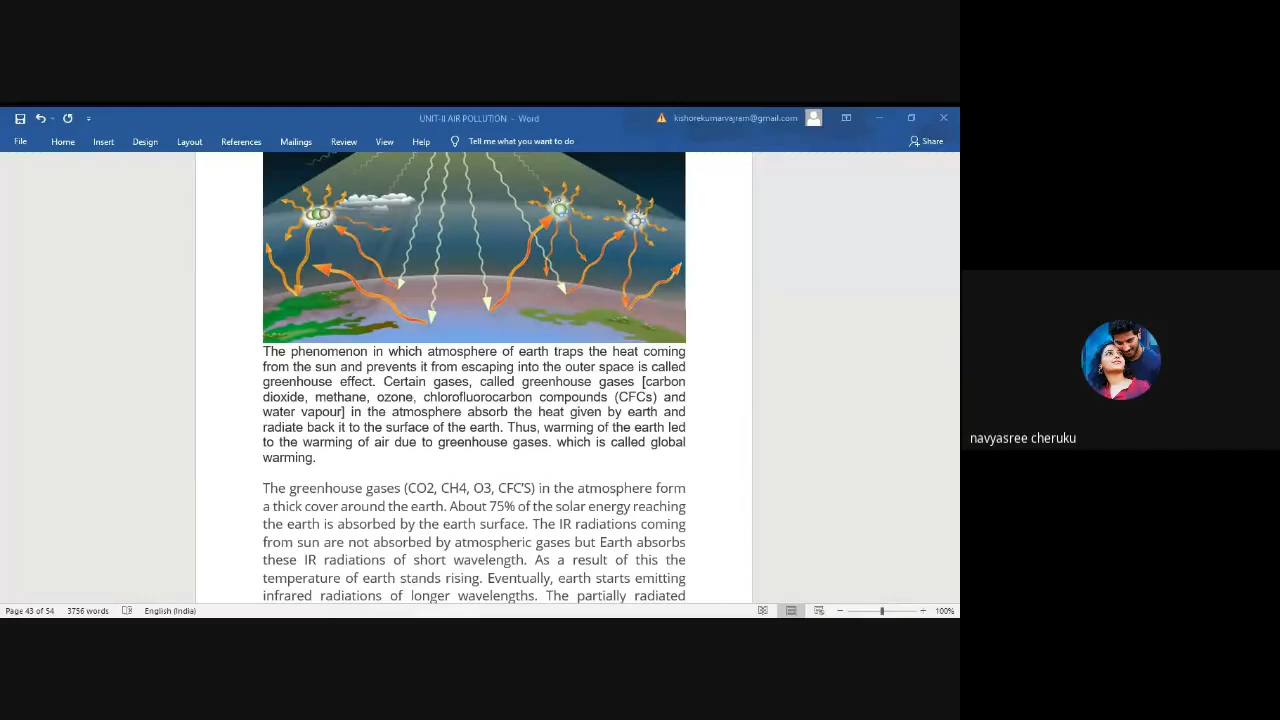 UNIT-II AIR POLLUTION - Word
kishorekumarvajram@gmail.com
File Home Insert Design Layout References Mailings Review View Help Tell me what you want to do Share
The phenomenon in which atmosphere of earth traps the heat coming
from the sun and prevents it from escaping into the outer space is called
greenhouse effect. Certain gases, called greenhouse gases [carbon
dioxide, methane, ozone, chlorofluorocarbon compounds (CFCs) and
water vapour] in the atmosphere absorb the heat given by earth and
radiate back it to the surface of the earth. Thus, warming of the earth led
to the warming of air due to greenhouse gases. which is called global
warming.
The greenhouse gases (CO2, CH4, O3, CFC'S) in the atmosphere form
a thick cover around the earth. About 75% of the solar energy reaching
the earth is absorbed by the earth surface. The IR radiations coming
from sun are not absorbed by atmospheric gases but Earth absorbs
these IR radiations of short wavelength. As a result of this the
temperature of earth stands rising. Eventually, earth starts emitting
infrared radiations of longer wavelengths. The partially radiated
Page 43 of 54 3756 words English (India) 100%
navyasree cheruku